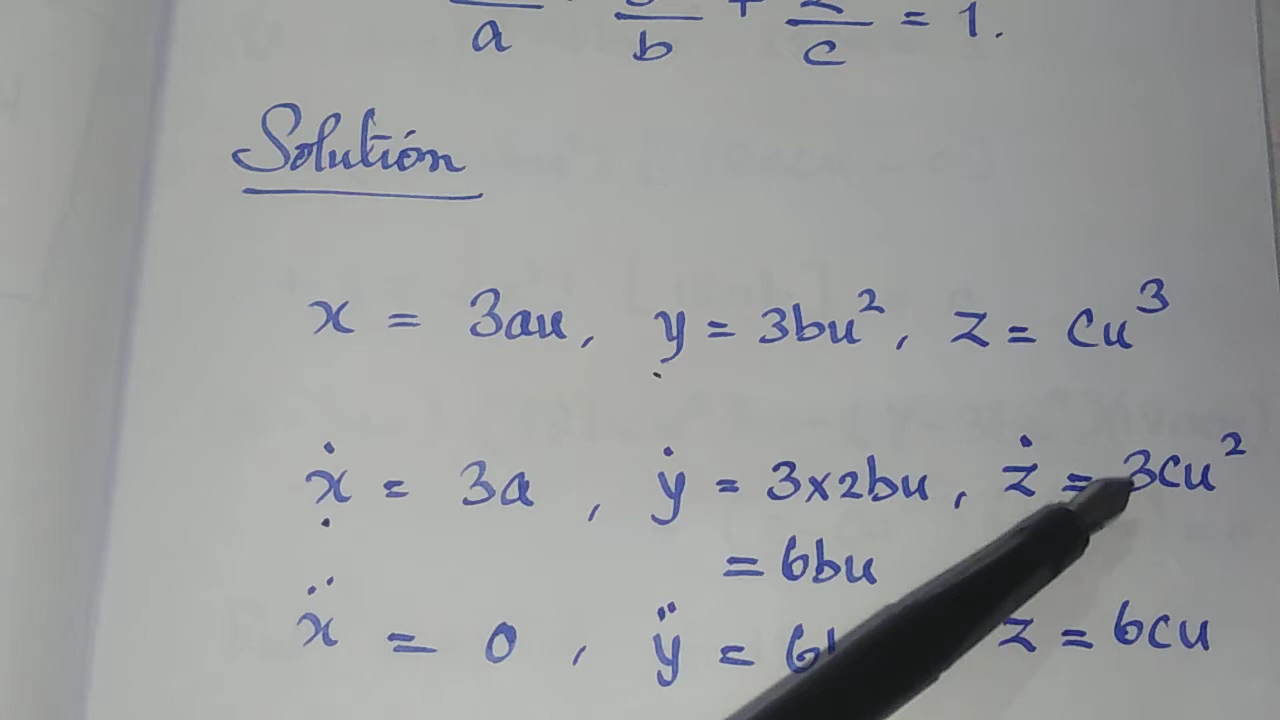 a b + c = 1.
Solution
x = 3au, y = 3bu², z = cu³
ẋ = 3a, ẏ = 3x2bu, ż = 3cu²
= 6bu
ẍ = 0, ÿ = 6 z = 6cu